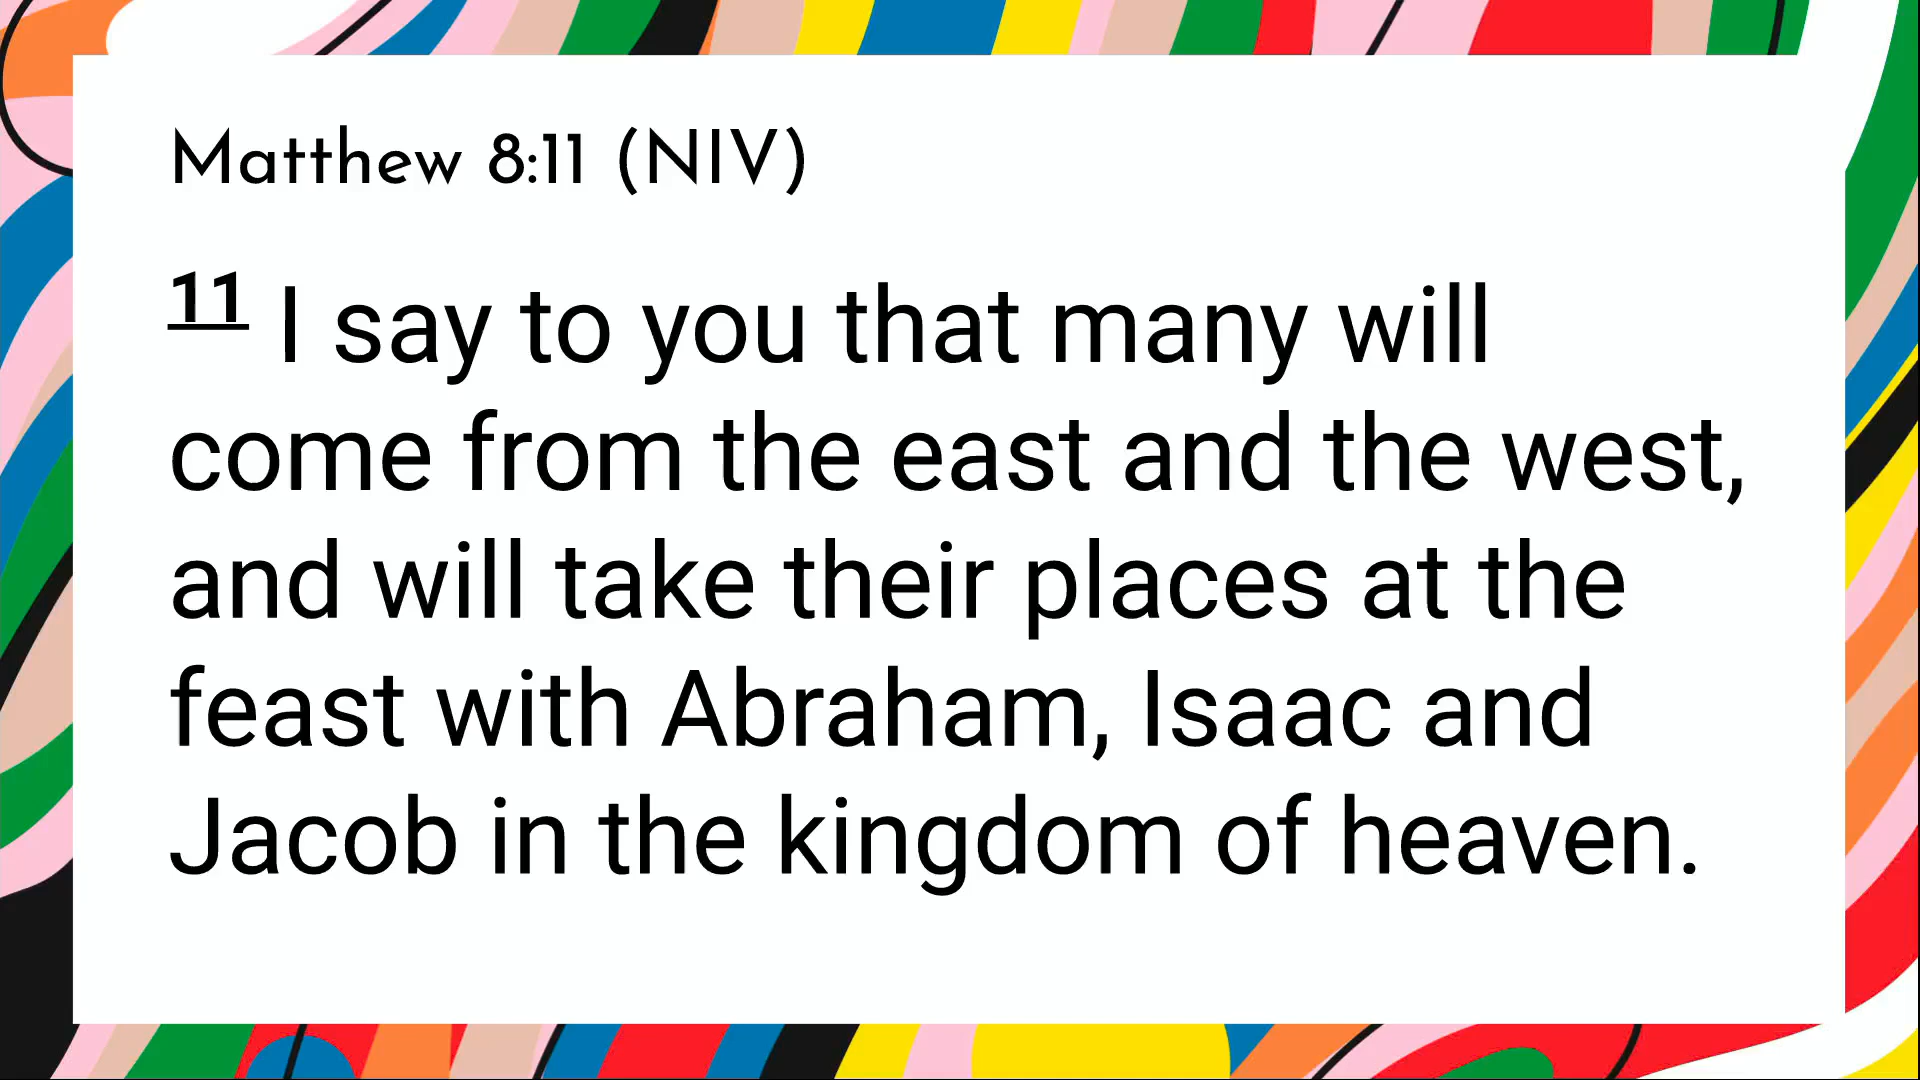 Matthew 8:11 (NIV)
11 I say to you that many will
come from the east and the west,
and will take their places at the
feast with Abraham, Isaac and
Jacob in the kingdom of heaven.